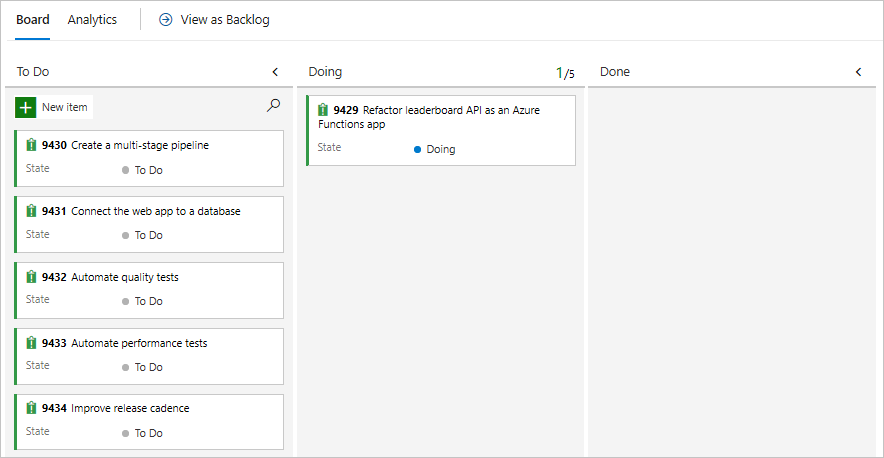 Board Analytics View as Backlog
To Do
New item
9430 Create a multi-stage pipeline
State To Do
9431 Connect the web app to a database
State To Do
9432 Automate quality tests
State To Do
9433 Automate performance tests
State To Do
9434 Improve release cadence
State To Do
Doing 1/5
9429 Refactor leaderboard API as an Azure
Functions app
State Doing
Done